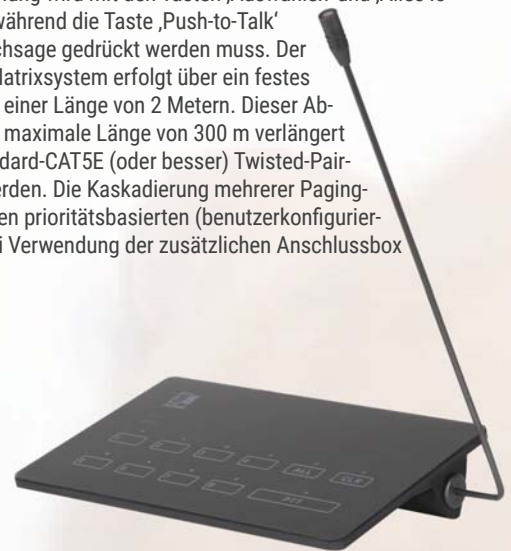 während die Taste ‚Push-to-Talk'
chsage gedrückt werden muss. Der
Matrixsystem erfolgt über ein festes
einer Länge von 2 Metern. Dieser Ab-
maximale Länge von 300 m verlängert
dard-CAT5E (oder besser) Twisted-Pair-
erden. Die Kaskadierung mehrerer Paging-
en prioritätsbasierten (benutzerkonfigurier-
i Verwendung der zusätzlichen Anschlussbox
ALL CLR
PTT